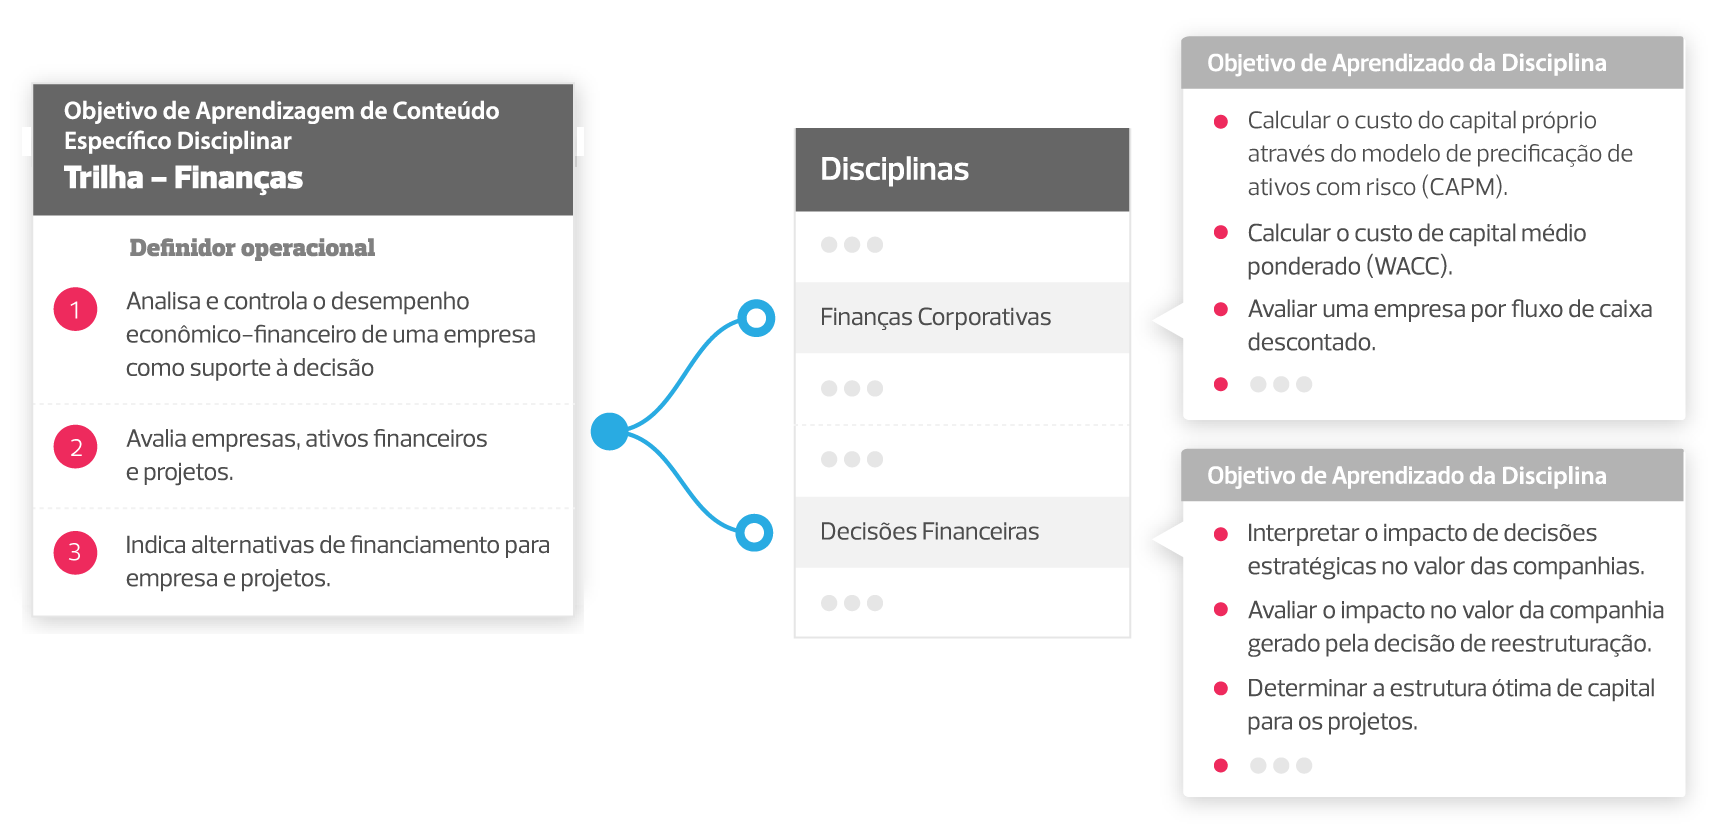 Objetivo de Aprendizagem de Conteúdo
Específico Disciplinar
Trilha – Finanças
Definidor operacional
1
Analisa e controla o desempenho
econômico-financeiro de uma empresa
como suporte à decisão
2
Avalia empresas, ativos financeiros
e projetos.
3
Indica alternativas de financiamento para
empresa e projetos.
Disciplinas
Finanças Corporativas
Decisões Financeiras
Objetivo de Aprendizado da Disciplina
Calcular o custo do capital próprio
através do modelo de precificação de
ativos com risco (CAPM).
Calcular o custo de capital médio
ponderado (WACC).
Avaliar uma empresa por fluxo de caixa
descontado.
Objetivo de Aprendizado da Disciplina
Interpretar o impacto de decisões
estratégicas no valor das companhias.
Avaliar o impacto no valor da companhia
gerado pela decisão de reestruturação.
Determinar a estrutura ótima de capital
para os projetos.